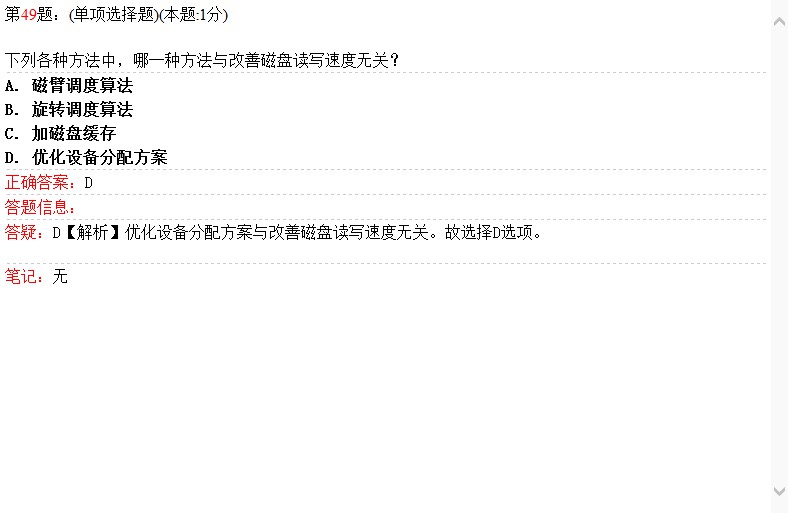 第49题：(单项选择题)(本题:1分)
下列各种方法中，哪一种方法与改善磁盘读写速度无关？
A. 磁臂调度算法
B. 旋转调度算法
C. 加磁盘缓存
D. 优化设备分配方案
正确答案：D
答题信息：
答疑：D【解析】优化设备分配方案与改善磁盘读写速度无关。故选择D选项。
笔记：无